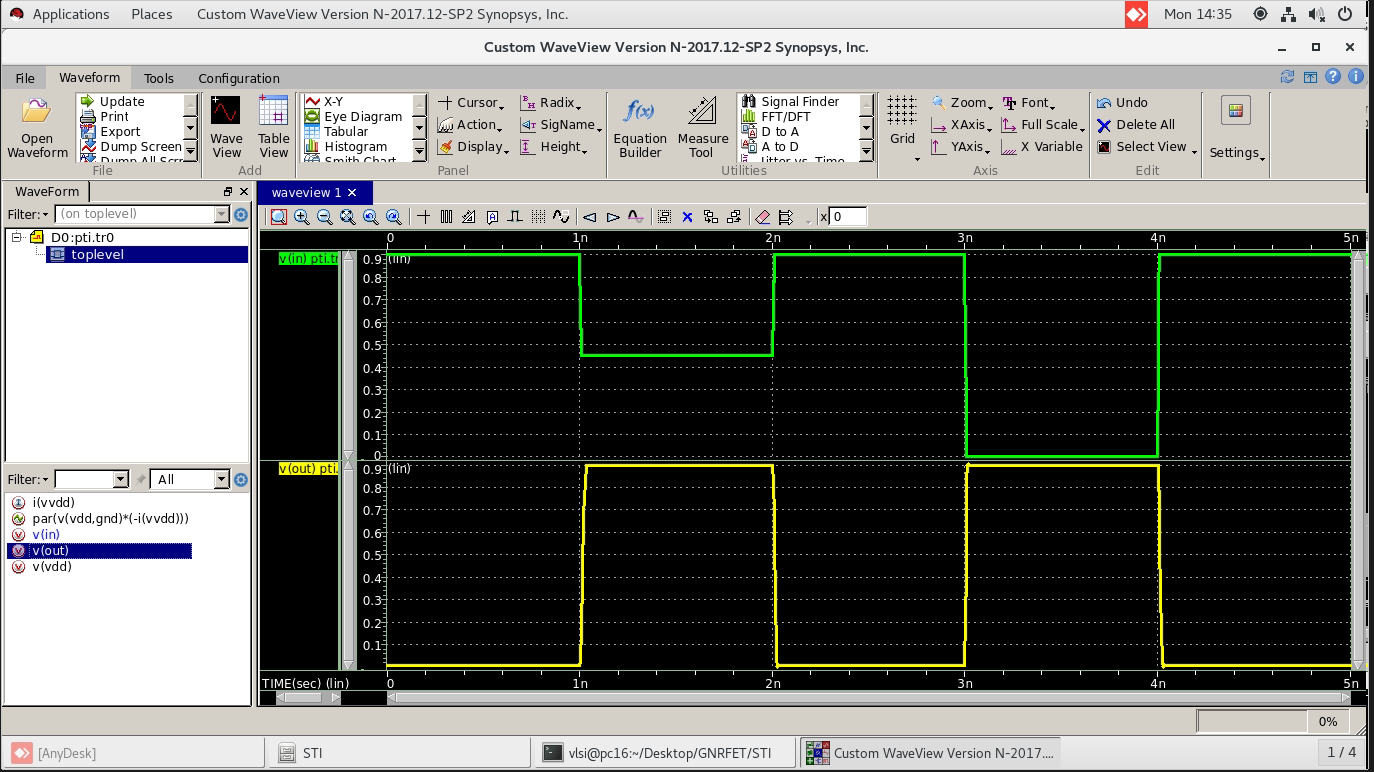 Applications Places Custom WaveView Version N-2017.12-SP2 Synopsys, Inc. Mon 14:35
Custom WaveView Version N-2017.12-SP2 Synopsys, Inc.
File Waveform Tools Configuration
Open Waveform
Update
Print
Export
Dump Screen
File
Wave View
Table View
Add
X-Y
Eye Diagram
Tabular
Histogram
Smith Chart
Cursor
Action
Display
Radix
SigName
Height
Panel
Equation Builder
Measure Tool
Signal Finder
FFT/DFT
D to A
A to D
Jitter vs. Time
Utilities
Grid
Zoom
XAxis
YAxis
Font
Full Scale
X Variable
Axis
Undo
Delete All
Select View
Edit
Settings
WaveForm
Filter: (on toplevel)
D0:pti.tr0
toplevel
Filter: All
i(vvdd)
par(v(vdd,gnd)*(-i(vvdd)))
v(in)
v(out)
v(vdd)
waveview 1
x 0
0 1n 2n 3n 4n 5n
v(in) pti.tr
(lin)
0.9
0.8
0.7
0.6
0.5
0.4
0.3
0.2
0.1
0
v(out) pti.
(lin)
0.9
0.8
0.7
0.6
0.5
0.4
0.3
0.2
0.1
TIME(sec) (lin) 0 1n 2n 3n 4n 5n
0%
[AnyDesk] STI vlsi@pc16:~/Desktop/GNRFET/STI Custom WaveView Version N-2017.... 1 / 4